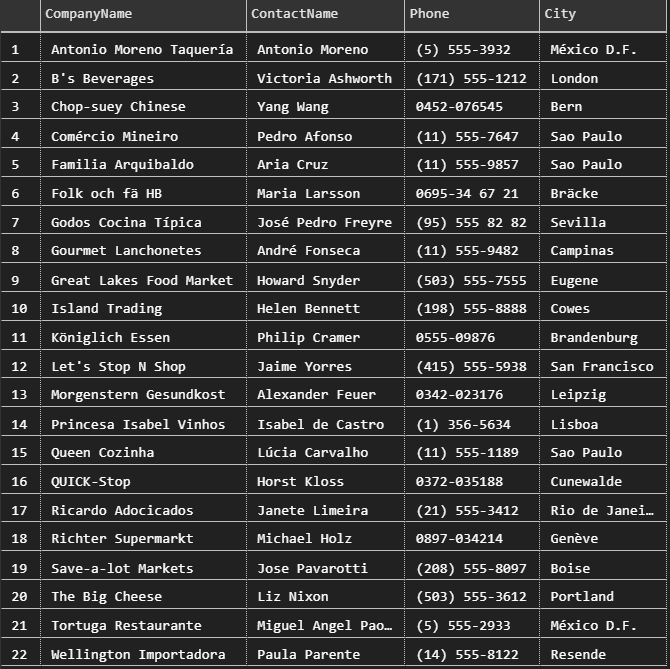 CompanyName ContactName Phone City
1 Antonio Moreno Taquería Antonio Moreno (5) 555-3932 México D.F.
2 B's Beverages Victoria Ashworth (171) 555-1212 London
3 Chop-suey Chinese Yang Wang 0452-076545 Bern
4 Comércio Mineiro Pedro Afonso (11) 555-7647 Sao Paulo
5 Familia Arquibaldo Aria Cruz (11) 555-9857 Sao Paulo
6 Folk och fä HB Maria Larsson 0695-34 67 21 Bräcke
7 Godos Cocina Típica José Pedro Freyre (95) 555 82 82 Sevilla
8 Gourmet Lanchonetes André Fonseca (11) 555-9482 Campinas
9 Great Lakes Food Market Howard Snyder (503) 555-7555 Eugene
10 Island Trading Helen Bennett (198) 555-8888 Cowes
11 Königlich Essen Philip Cramer 0555-09876 Brandenburg
12 Let's Stop N Shop Jaime Yorres (415) 555-5938 San Francisco
13 Morgenstern Gesundkost Alexander Feuer 0342-023176 Leipzig
14 Princesa Isabel Vinhos Isabel de Castro (1) 356-5634 Lisboa
15 Queen Cozinha Lúcia Carvalho (11) 555-1189 Sao Paulo
16 QUICK-Stop Horst Kloss 0372-035188 Cunewalde
17 Ricardo Adocicados Janete Limeira (21) 555-3412 Rio de Janei…
18 Richter Supermarkt Michael Holz 0897-034214 Genève
19 Save-a-lot Markets Jose Pavarotti (208) 555-8097 Boise
20 The Big Cheese Liz Nixon (503) 555-3612 Portland
21 Tortuga Restaurante Miguel Angel Pao… (5) 555-2933 México D.F.
22 Wellington Importadora Paula Parente (14) 555-8122 Resende